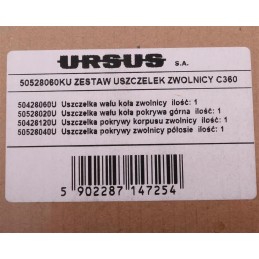 URSUS S.A.
50528060KU ZESTAW USZCZELEK ZWOLNICY C360
50428060U Uszczelka wału koła zwolnicy ilość: 1
50528020U Uszczelka wału koła pokrywa górna ilość: 1
50428120U Uszczelka pokrywy korpusu zwolnicy ilość: 1
50528040U Uszczelka pokrywy zwolnicy półosie ilość: 1
5 902287 147254